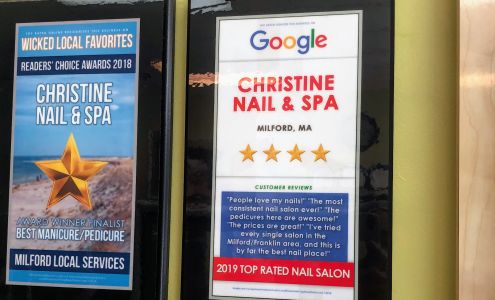 WICKED LOCAL FAVORITES
READERS' CHOICE AWARDS 2018
CHRISTINE
NAIL & SPA
AWARD WINNER FINALIST
BEST MANICURE/PEDICURE
MILFORD LOCAL SERVICES
Google
CHRISTINE
NAIL & SPA
MILFORD, MA
CUSTOMER REVIEWS
"People love my nails!" "The most
consistent nail salon ever!" "The
pedicures here are awesome!"
"The prices are great!" "I've tried
every single salon in the
Milford/Franklin area, and this is
by far the best nail place!"
2019 TOP RATED NAIL SALON